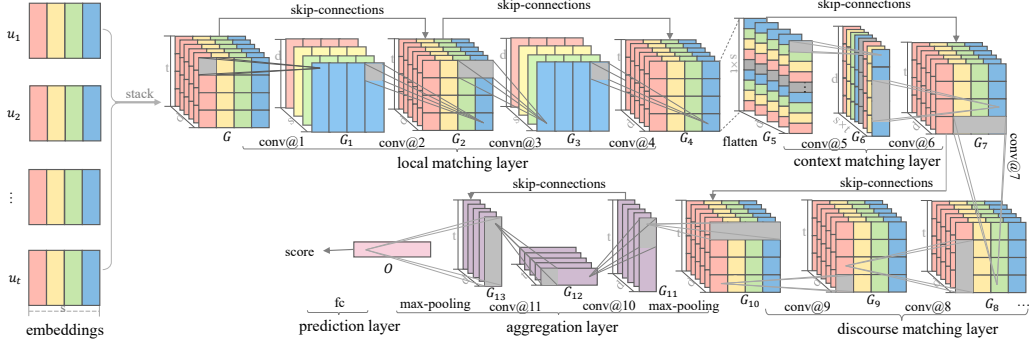 u1
u2
⋮
ut
s
embeddings
stack
skip-connections
skip-connections
skip-connections
t
d
s
G
G1
G2
G3
G4
t×s
G5
d
s×t
G6
G7
conv@1
conv@2
convn@3
conv@4
flatten
conv@5
conv@6
conv@7
local matching layer
context matching layer
skip-connections
skip-connections
score
O
G13
G12
G11
G10
G9
G8
...
fc
max-pooling
conv@11
conv@10
max-pooling
conv@9
conv@8
prediction layer
aggregation layer
discourse matching layer